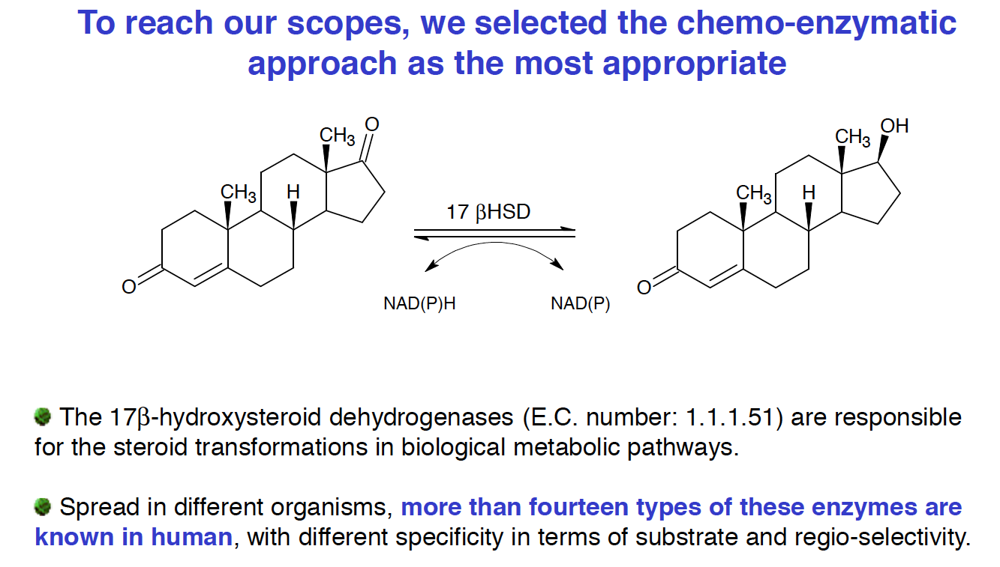 To reach our scopes, we selected the chemo-enzymatic
approach as the most appropriate
O
CH3
CH3
H
O
17 βHSD
NAD(P)H
NAD(P)
OH
CH3
CH3
H
O
The 17β-hydroxysteroid dehydrogenases (E.C. number: 1.1.1.51) are responsible
for the steroid transformations in biological metabolic pathways.
Spread in different organisms, more than fourteen types of these enzymes are
known in human, with different specificity in terms of substrate and regio-selectivity.